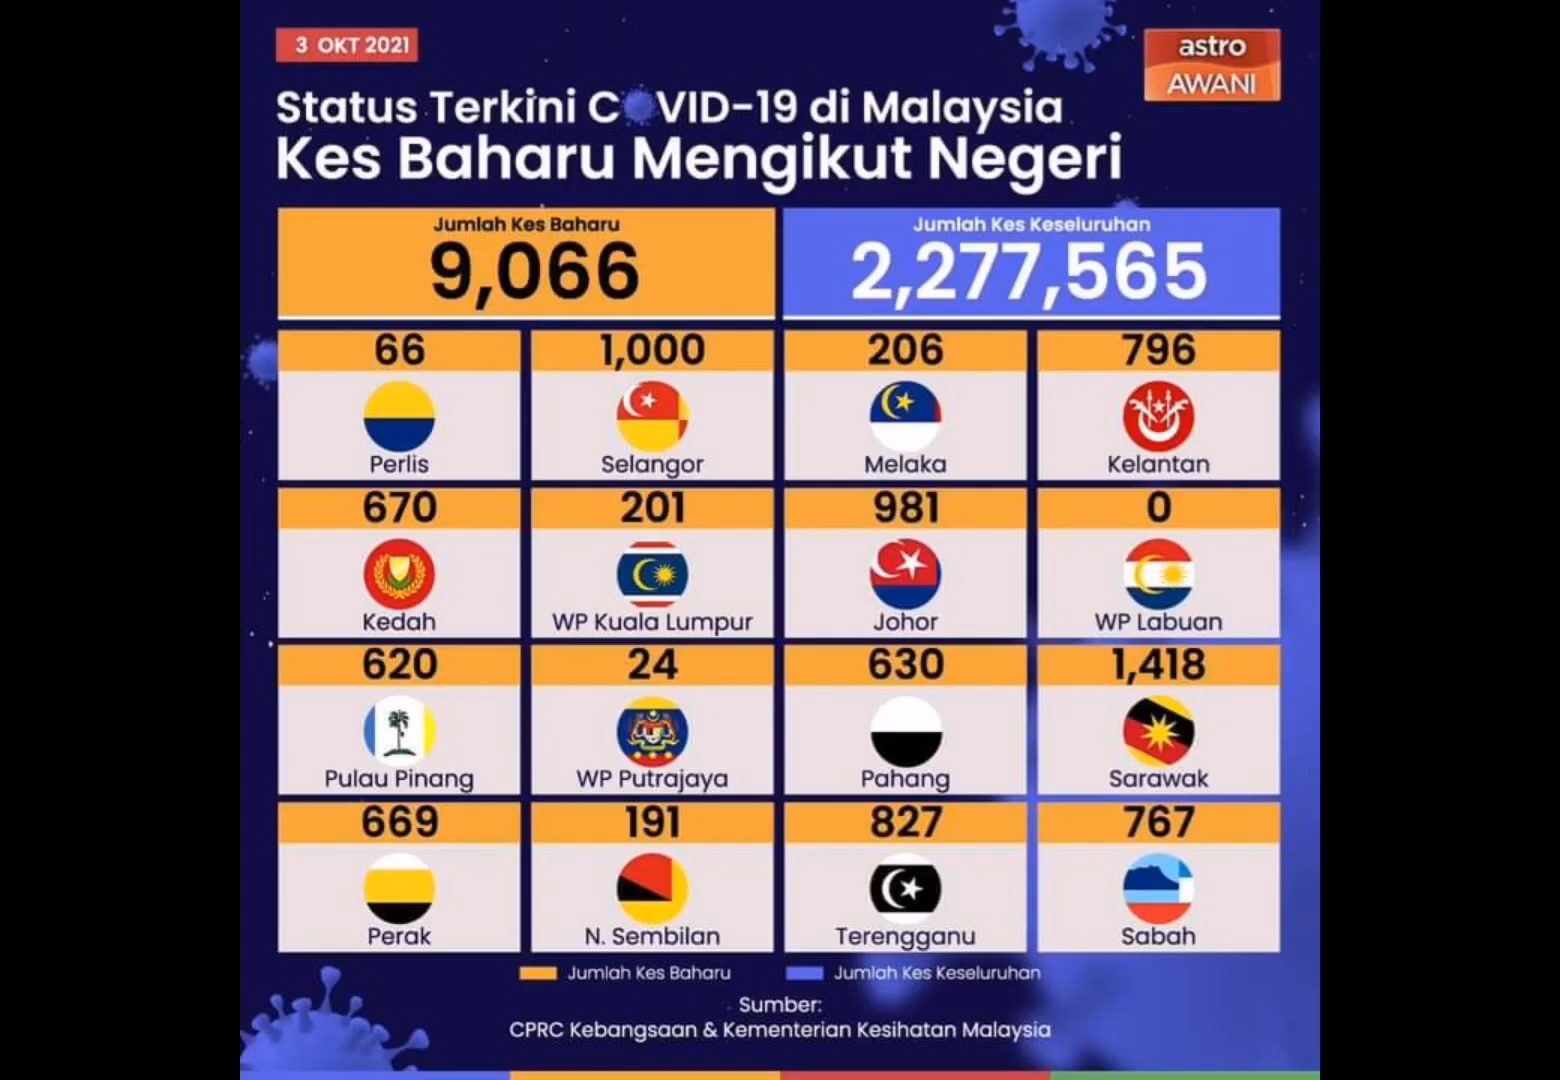 3 OKT 2021
astro
AWANI
Status Terkini COVID-19 di Malaysia
Kes Baharu Mengikut Negeri
Jumlah Kes Baharu
9,066
Jumlah Kes Keseluruhan
2,277,565
66
Perlis
1,000
Selangor
206
Melaka
796
Kelantan
670
Kedah
201
WP Kuala Lumpur
981
Johor
0
WP Labuan
620
Pulau Pinang
24
WP Putrajaya
630
Pahang
1,418
Sarawak
669
Perak
191
N. Sembilan
827
Terengganu
767
Sabah
Jumlah Kes Baharu
Jumlah Kes Keseluruhan
Sumber:
CPRC Kebangsaan & Kementerian Kesihatan Malaysia